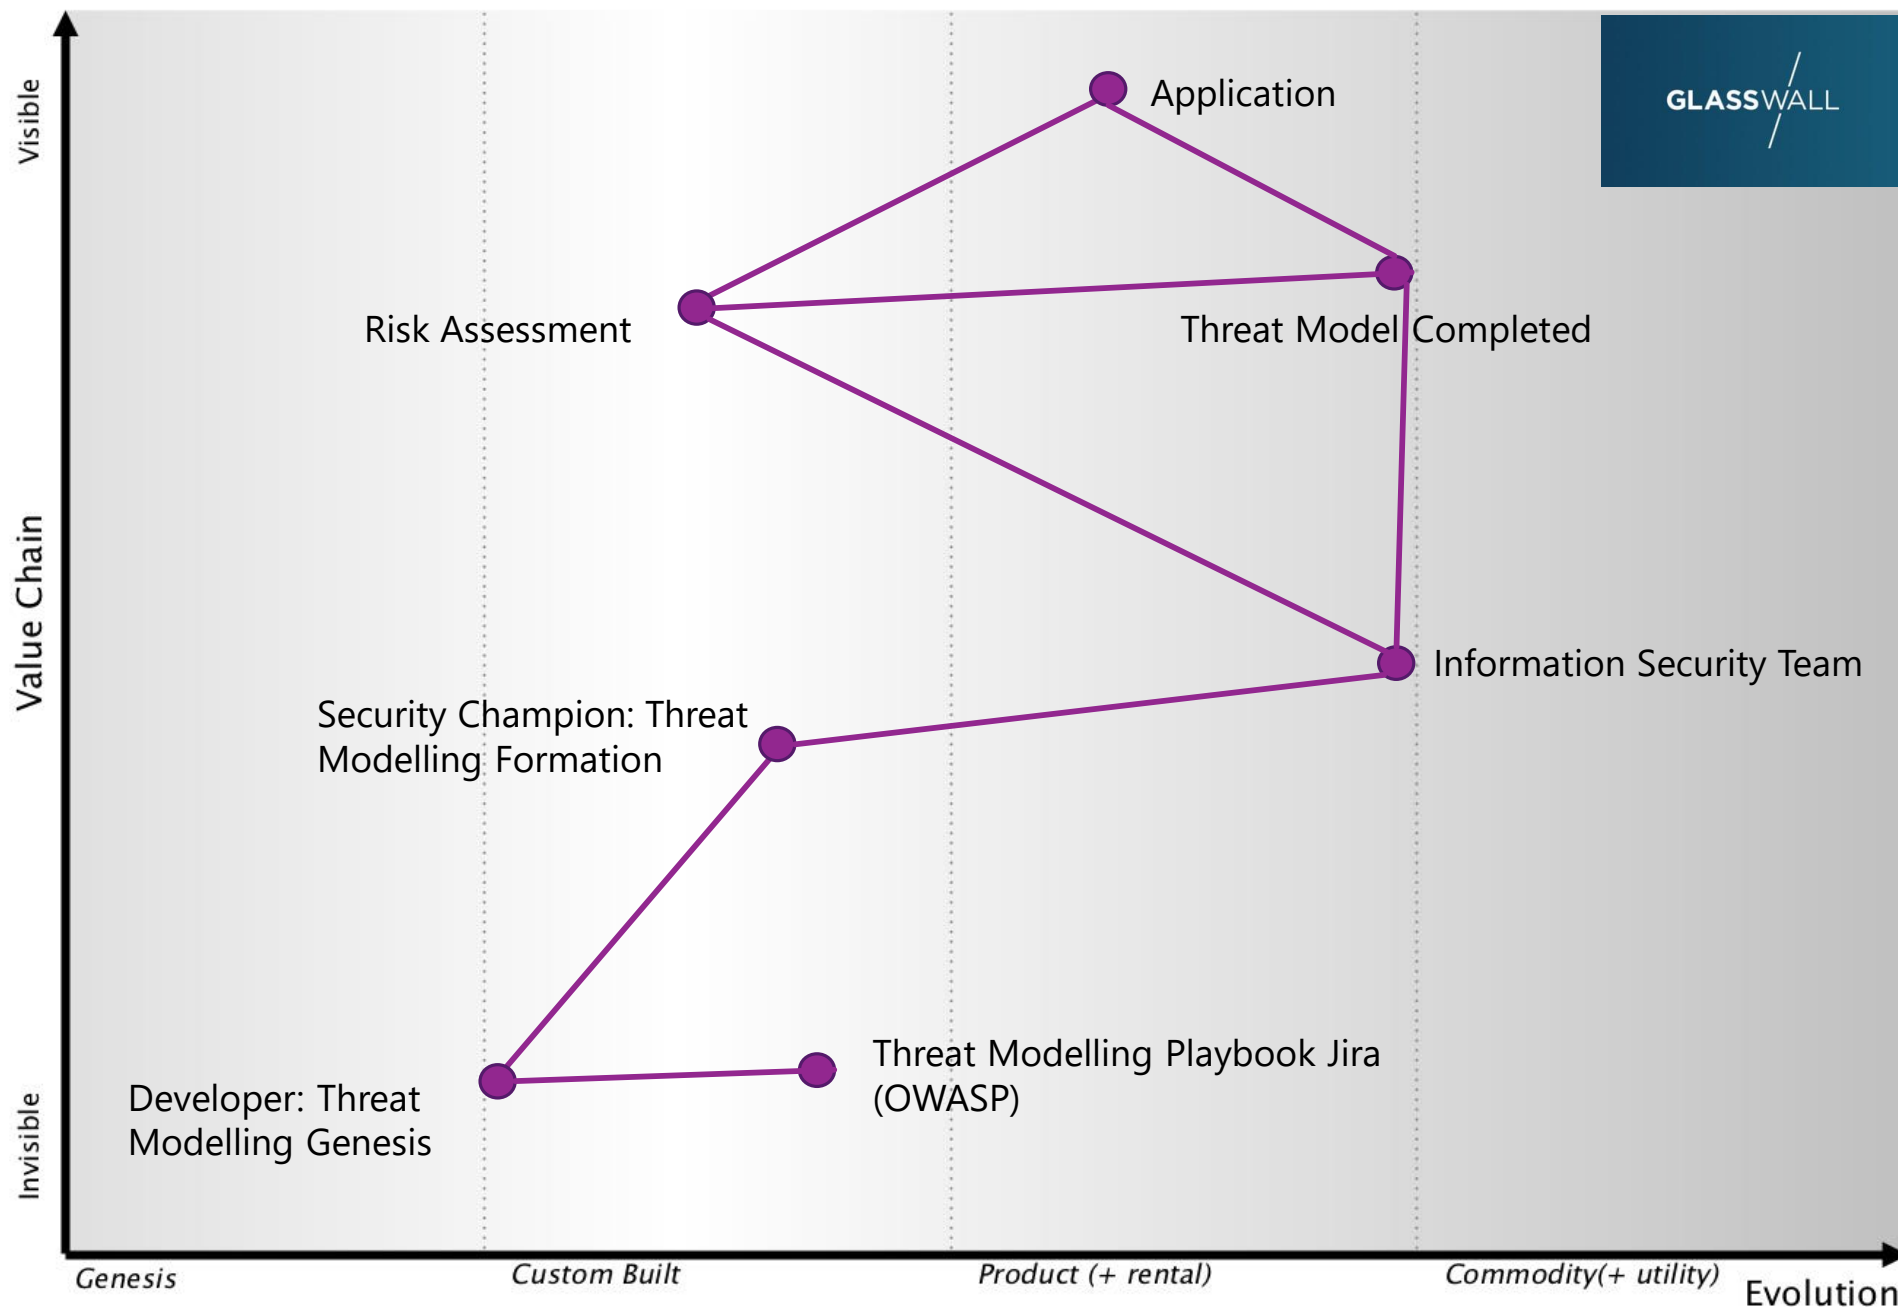 Visible
Application
GLASSWALL
Risk Assessment
Threat Model Completed
Value Chain
Information Security Team
Security Champion: Threat
Modelling Formation
Threat Modelling Playbook Jira
(OWASP)
Developer: Threat
Modelling Genesis
Invisible
Genesis
Custom Built
Product (+ rental)
Commodity(+ utility)
Evolution